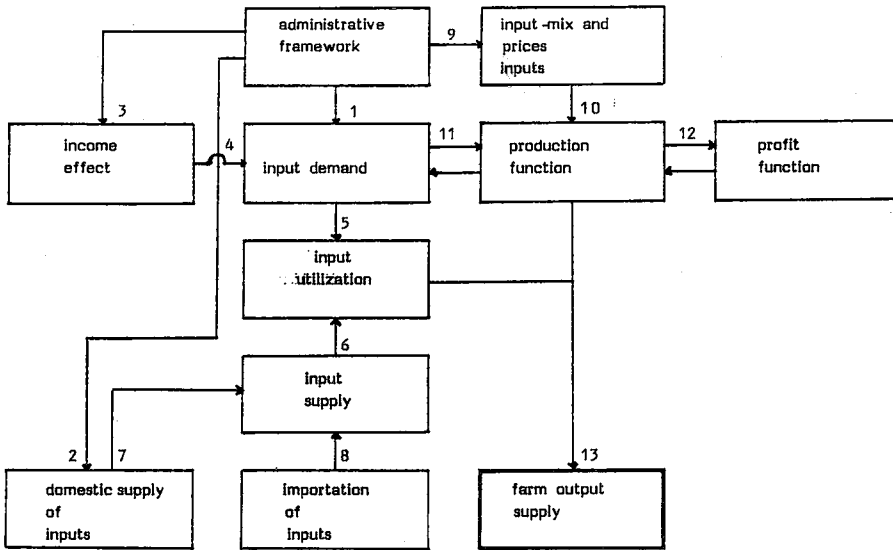 administrative
framework
9
input-mix and
prices
inputs
3
1
10
income
effect
4
input demand
11
production
function
12
profit
function
5
input
utilization
6
input
supply
2
7
8
13
domestic supply
of
inputs
importation
of
inputs
farm output
supply